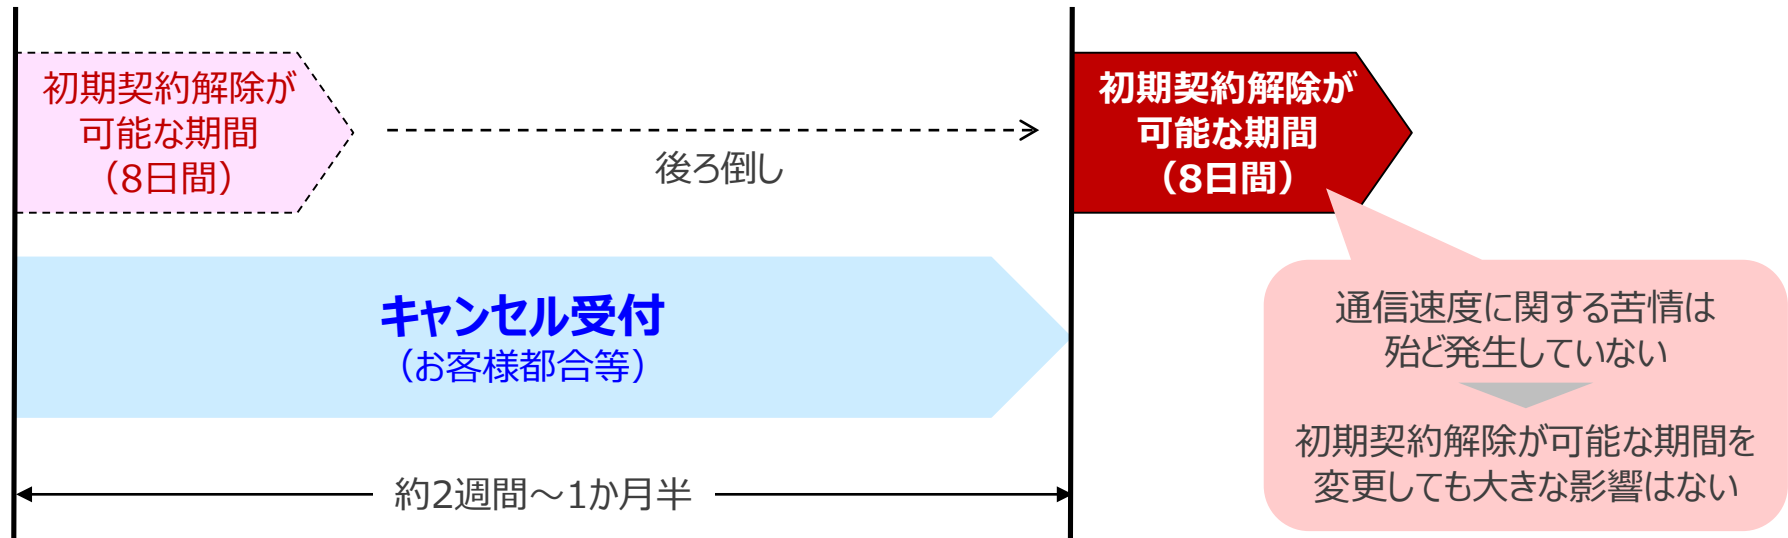 初期契約解除が
可能な期間
（8日間）
後ろ倒し
初期契約解除が
可能な期間
（8日間）
キャンセル受付
（お客様都合等）
通信速度に関する苦情は
殆ど発生していない
初期契約解除が可能な期間を
変更しても大きな影響はない
約2週間～1か月半